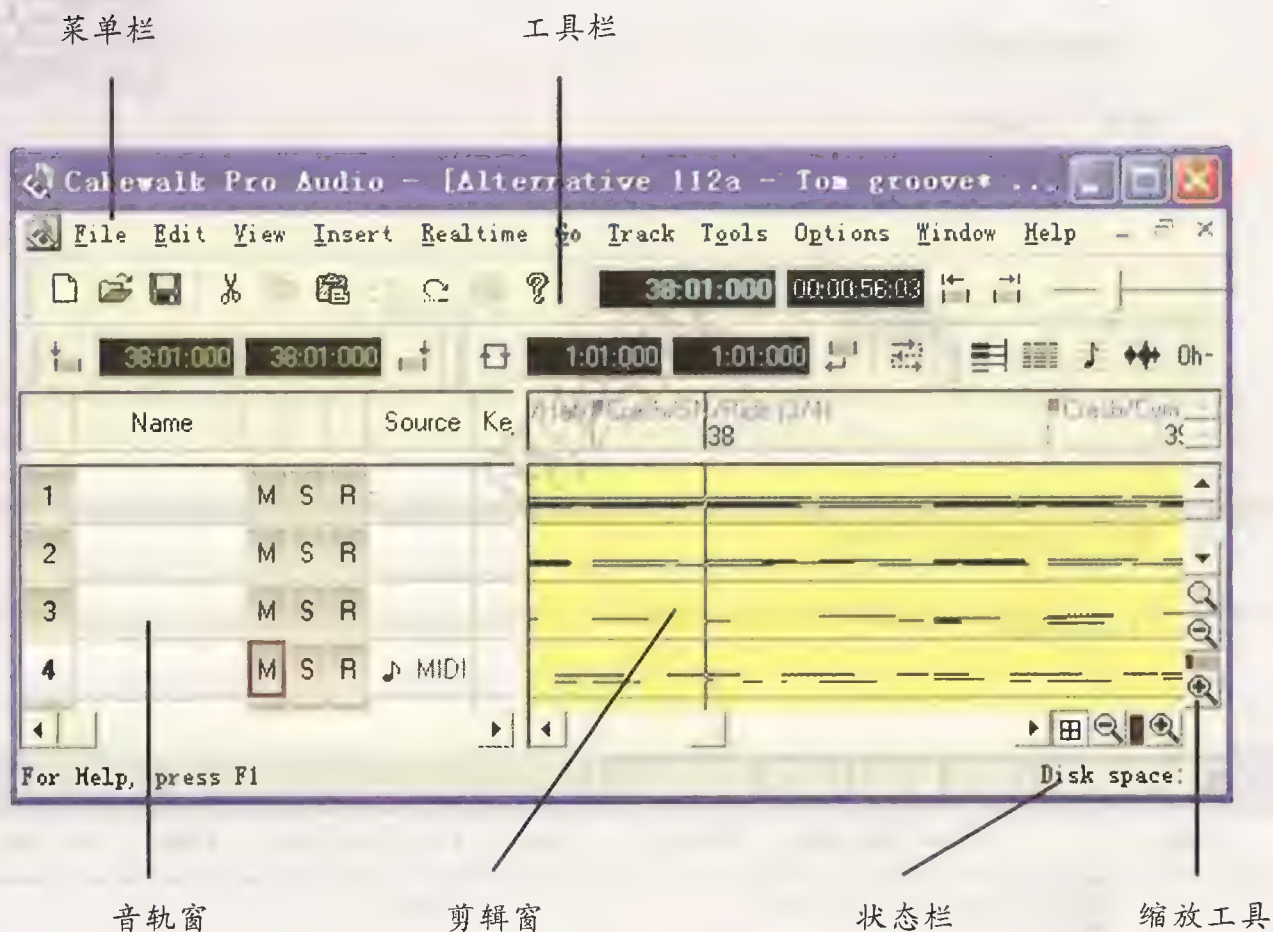 菜单栏 工具栏
Cakewalk Pro Audio - [Alternative 112a - Tom groove* ...
File Edit View Insert Realtime Go Track Tools Options Window Help
38:01:000 00:00:56:03
38:01:000 38:01:000 1:01:000 1:01:000 0h-
Name Source Ke
38 39
1 M S R
2 M S R
3 M S R
4 M S R MIDI
For Help, press F1 Disk space:
音轨窗 剪辑窗 状态栏 缩放工具